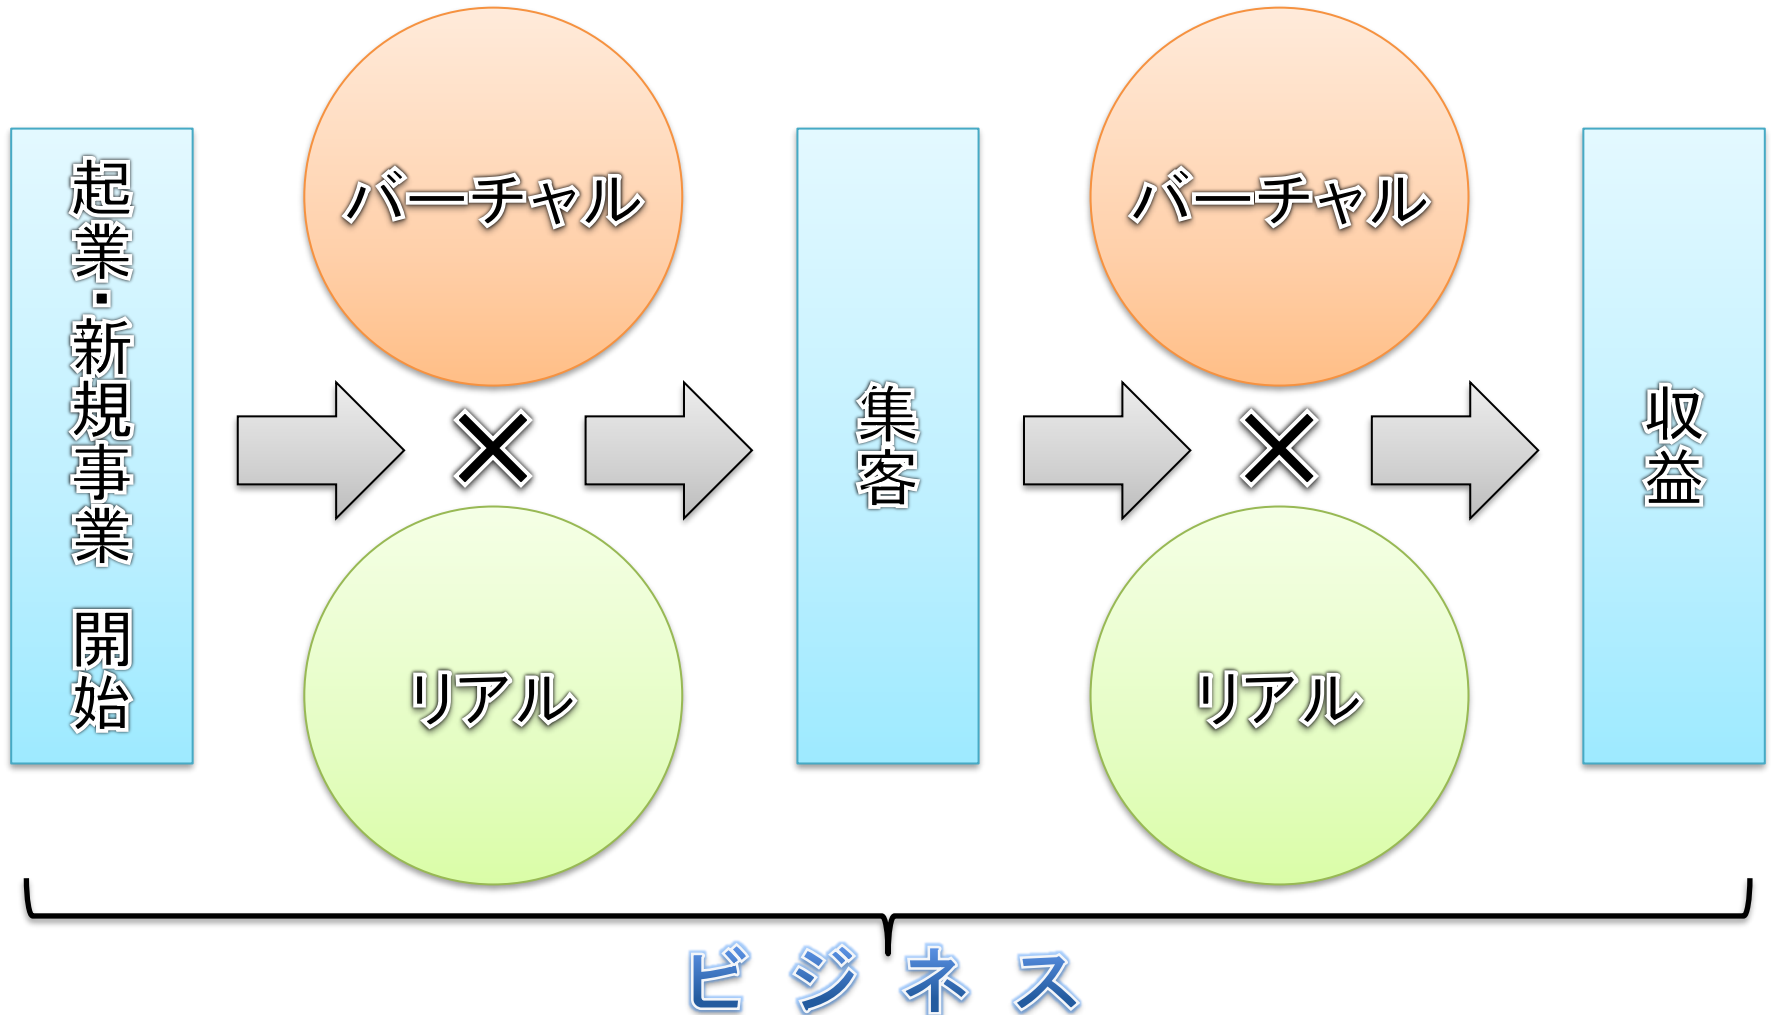 起業・新規事業　開始
バーチャル
×
リアル
集客
バーチャル
×
リアル
収益
ビジネス